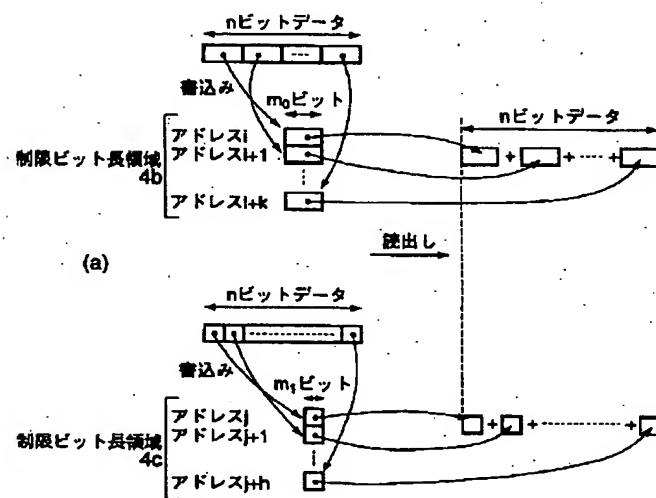 nビットデータ
書込み
m₀ビット
アドレスi
アドレスi+1
アドレスi+k
制限ビット長領域
4b
nビットデータ
+ + ---- +
読出し
(a)
nビットデータ
書込み
m₁ビット
アドレスj
アドレスj+1
アドレスj+h
制限ビット長領域
4c
+ + ---- +